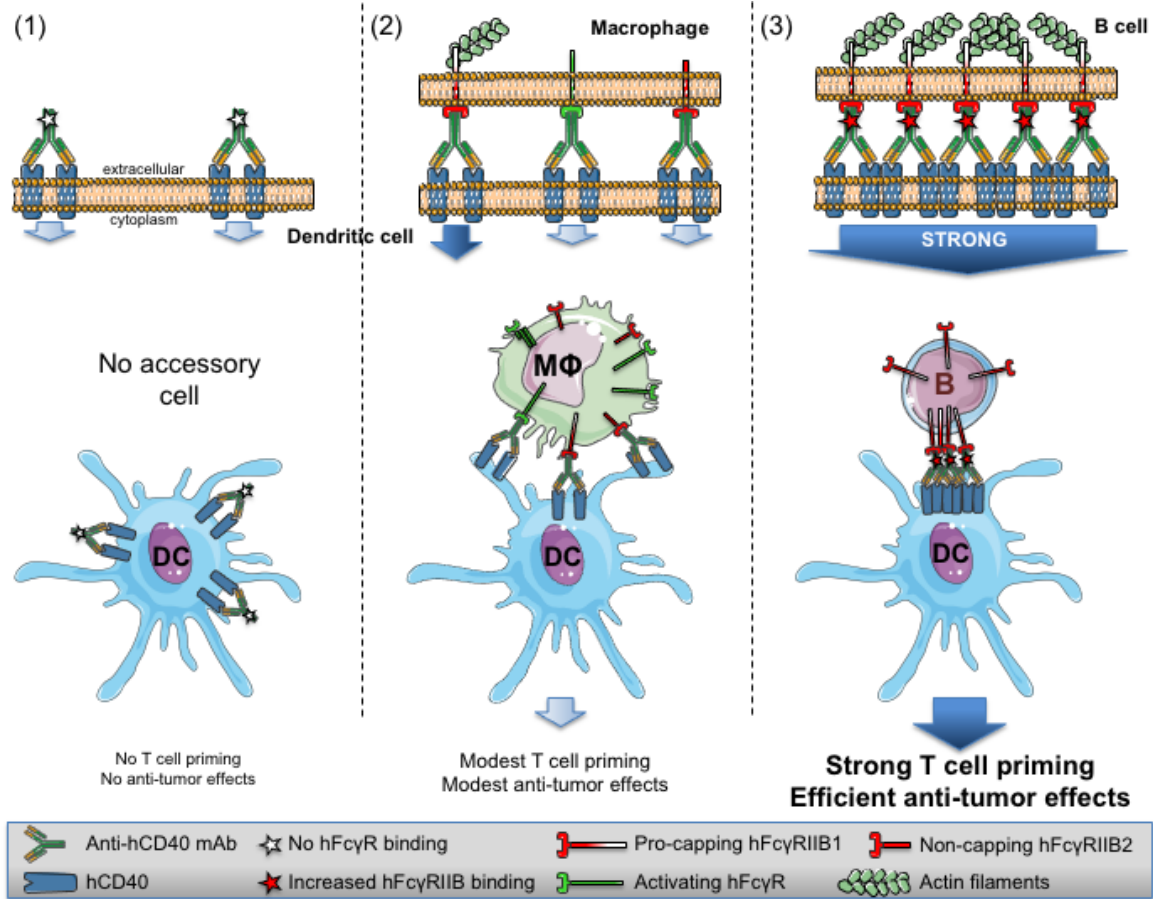 (1)
extracellular
cytoplasm
No accessory
cell
DC
No T cell priming
No anti-tumor effects
(2)
Macrophage
Dendritic cell
MΦ
DC
Modest T cell priming
Modest anti-tumor effects
(3)
B cell
STRONG
B
DC
Strong T cell priming
Efficient anti-tumor effects
Anti-hCD40 mAb
No hFcγR binding
Pro-capping hFcγRIIB1
Non-capping hFcγRIIB2
hCD40
Increased hFcγRIIB binding
Activating hFcγR
Actin filaments